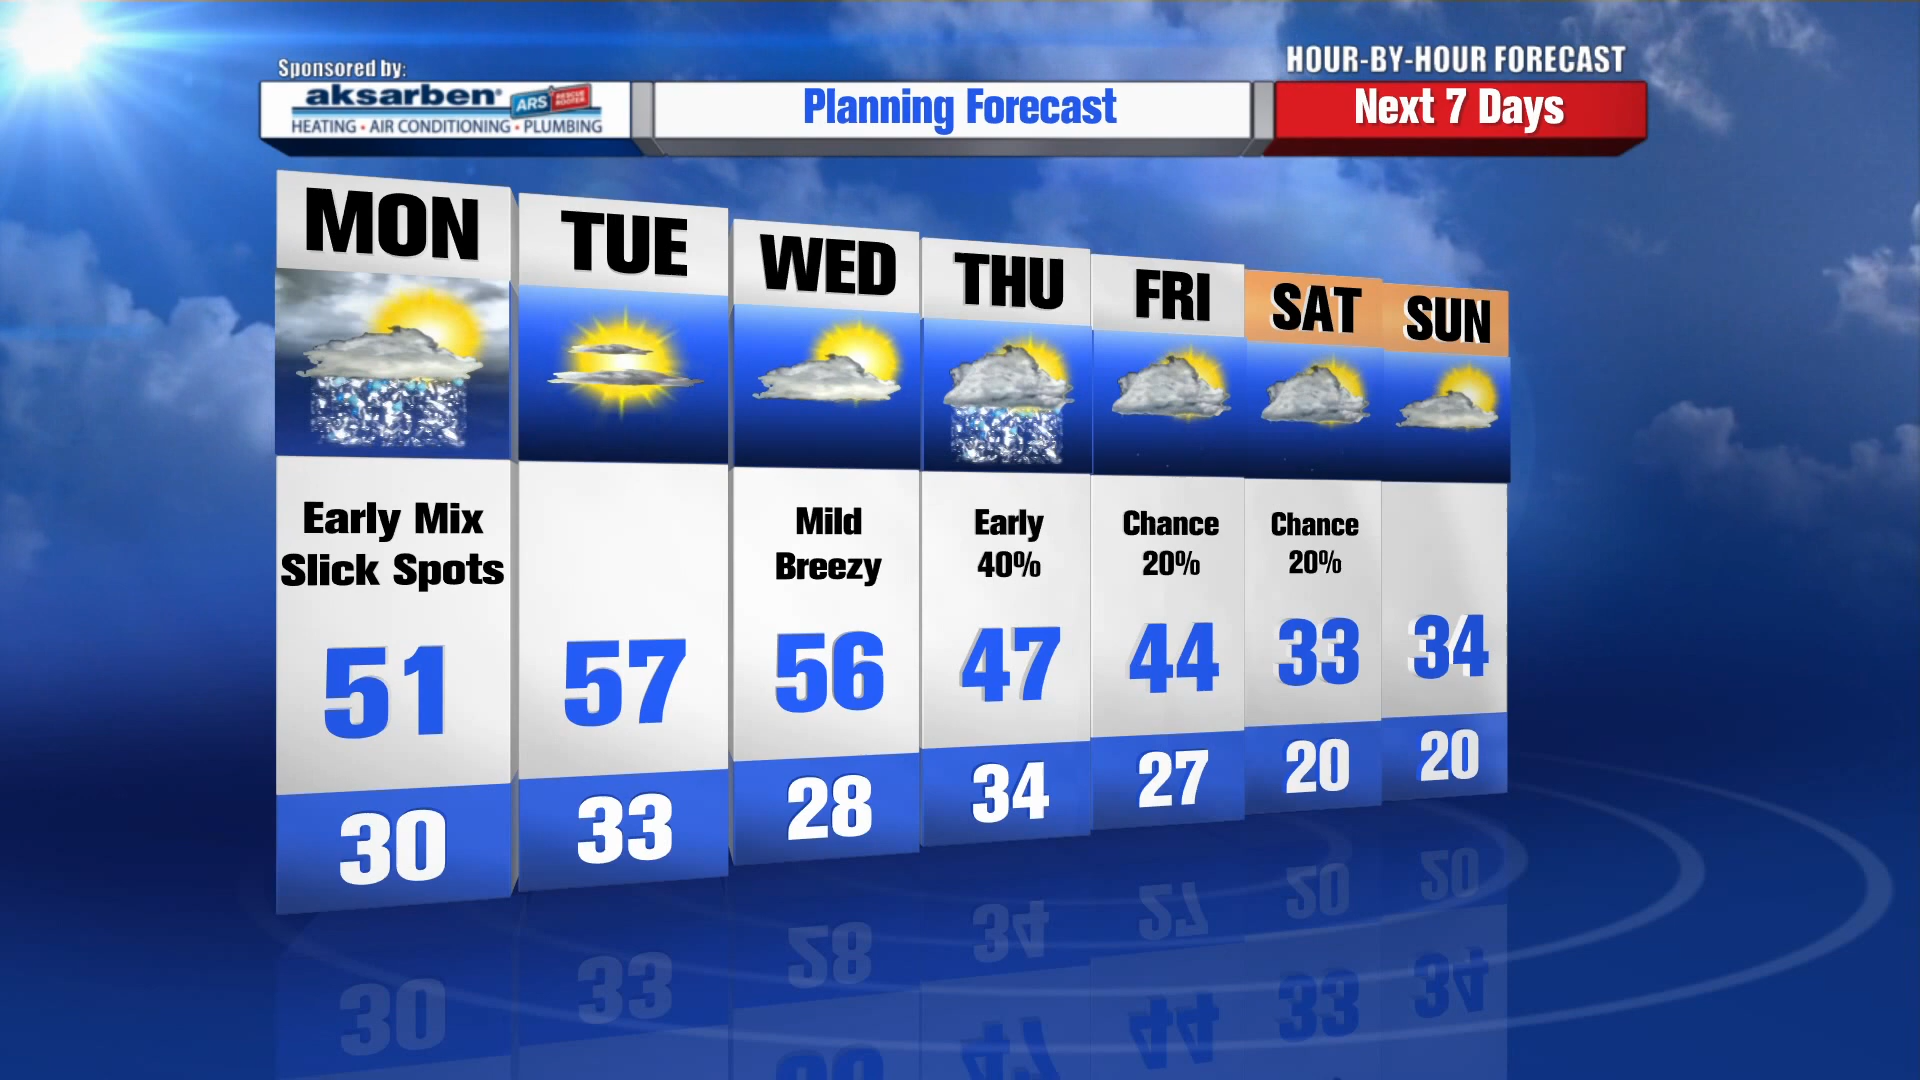 Sponsored by:
aksarben®
ARS RESCUE ROOTER
HEATING • AIR CONDITIONING • PLUMBING
Planning Forecast
HOUR-BY-HOUR FORECAST
Next 7 Days
MON
Early Mix
Slick Spots
51
30
TUE
57
33
WED
Mild
Breezy
56
28
THU
Early
40%
47
34
FRI
Chance
20%
44
27
SAT
Chance
20%
33
20
SUN
34
20